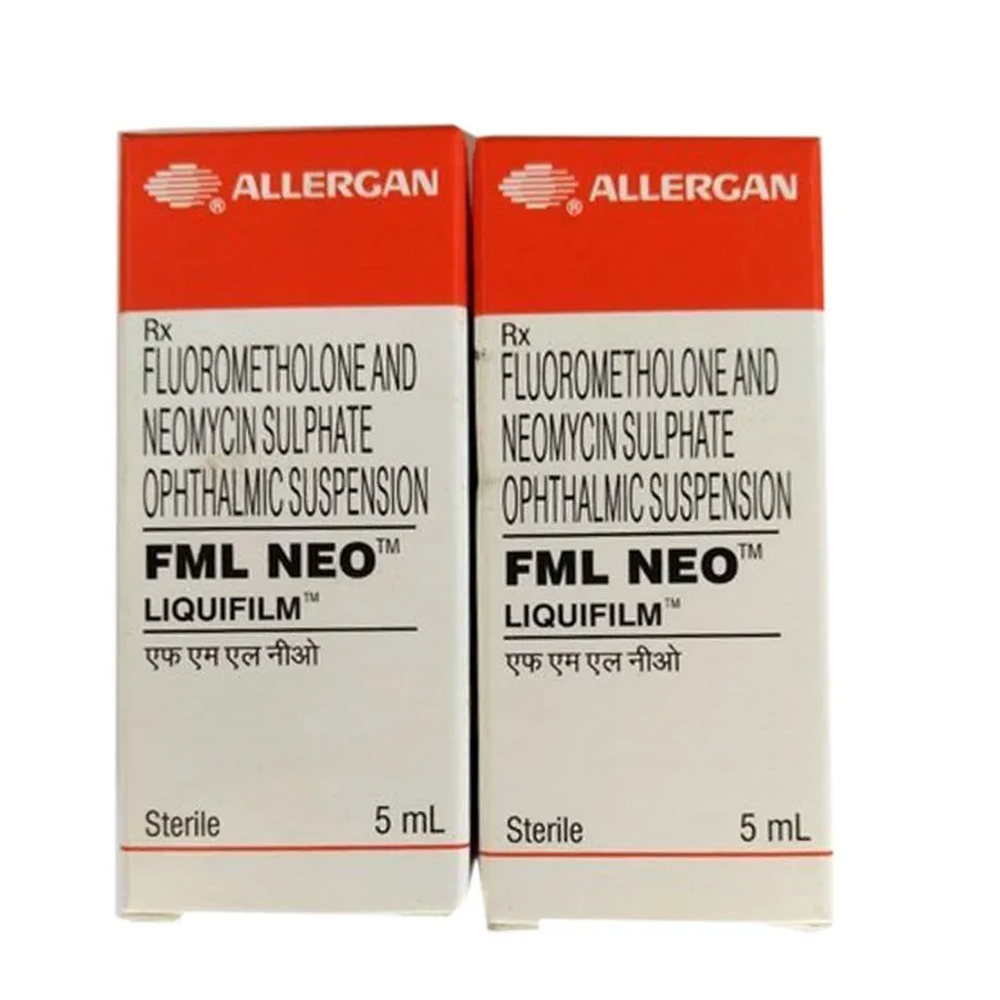 ® ALLERGAN
Rx
FLUOROMETHOLONE AND
NEOMYCIN SULPHATE
OPHTHALMIC SUSPENSION
FML NEO™
LIQUIFILM™
एफ एम एल नीओ
Sterile 5 mL
® ALLERGAN
Rx
FLUOROMETHOLONE AND
NEOMYCIN SULPHATE
OPHTHALMIC SUSPENSION
FML NEO™
LIQUIFILM™
एफ एम एल नीओ
Sterile 5 mL